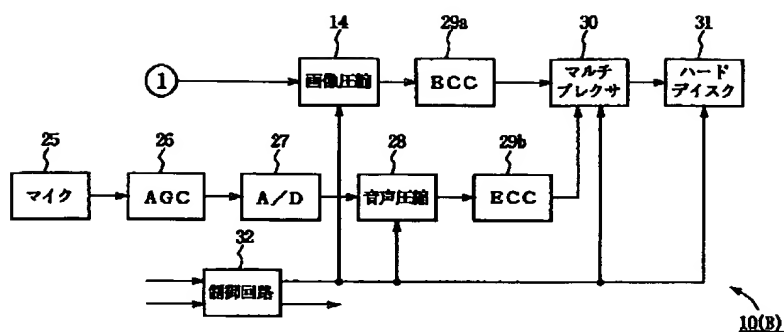 14
29a
30
31
①
画像圧縮
ECC
マルチ
プレクサ
ハード
ディスク
25
26
27
28
29b
マイク
AGC
A/D
音声圧縮
ECC
32
制御回路
10(B)